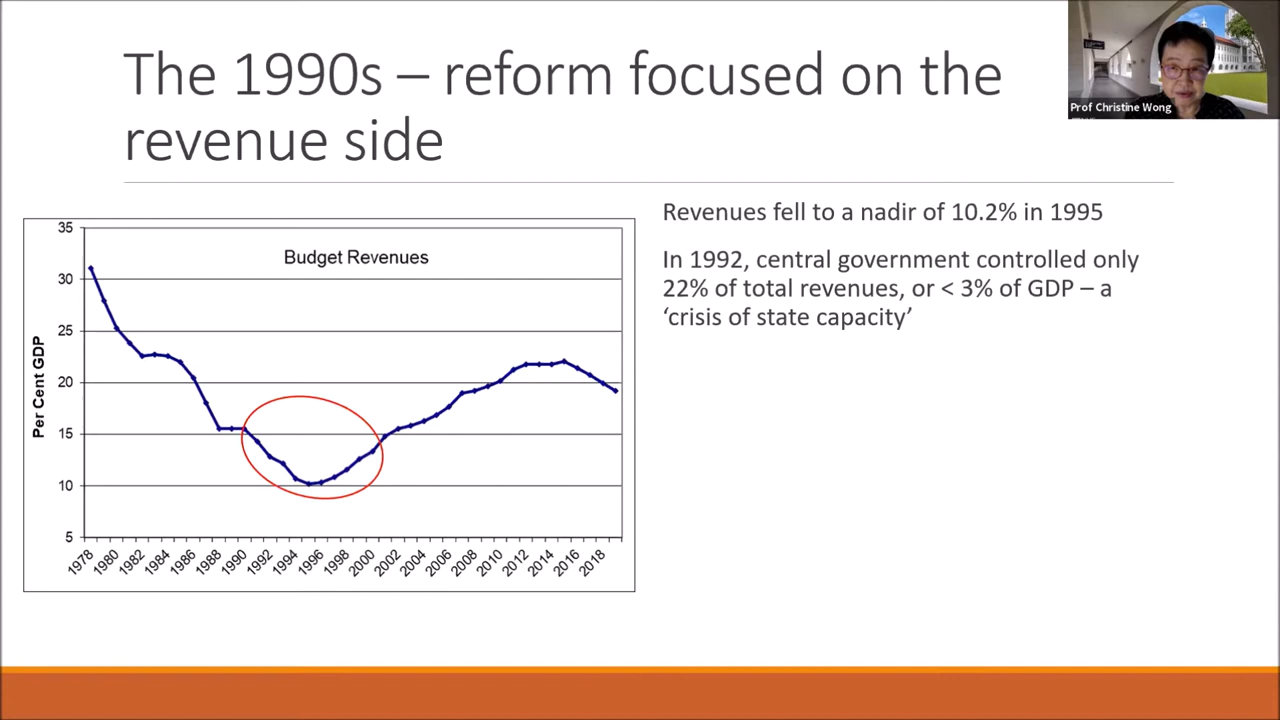 The 1990s – reform focused on the
revenue side
Prof Christine Wong
Revenues fell to a nadir of 10.2% in 1995
In 1992, central government controlled only
22% of total revenues, or < 3% of GDP – a
‘crisis of state capacity’
Budget Revenues
Per Cent GDP
35
30
25
20
15
10
5
1978 1980 1982 1984 1986 1988 1990 1992 1994 1996 1998 2000 2002 2004 2006 2008 2010 2012 2014 2016 2018